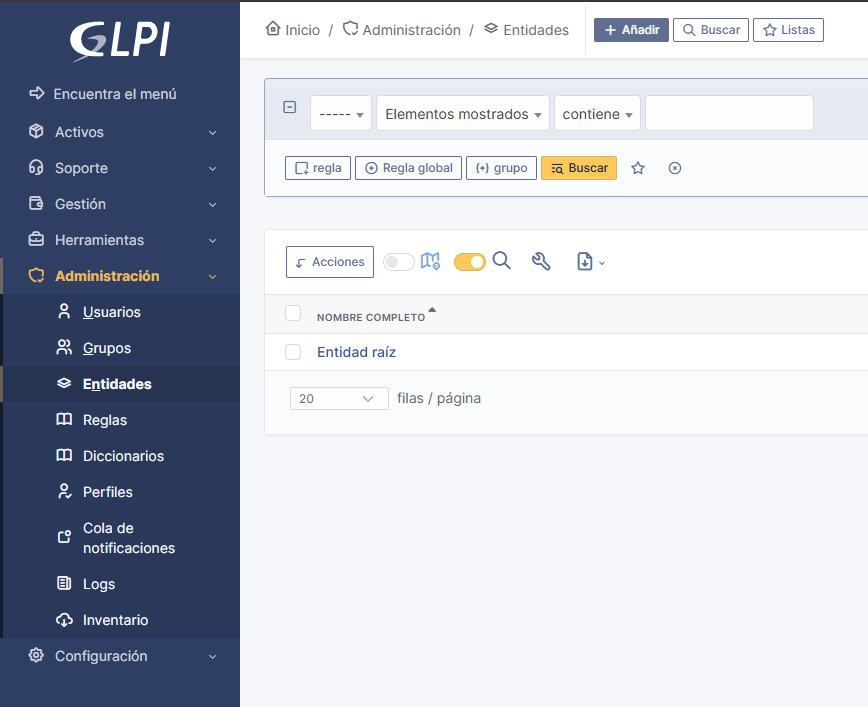 GLPI
Inicio / Administración / Entidades
Añadir
Buscar
Listas
Encuentra el menú
Activos
Soporte
Gestión
Herramientas
Administración
Usuarios
Grupos
Entidades
Reglas
Diccionarios
Perfiles
Cola de
notificaciones
Logs
Inventario
Configuración
----- Elementos mostrados contiene
regla Regla global (+) grupo Buscar
Acciones
NOMBRE COMPLETO
Entidad raíz
20 filas / página